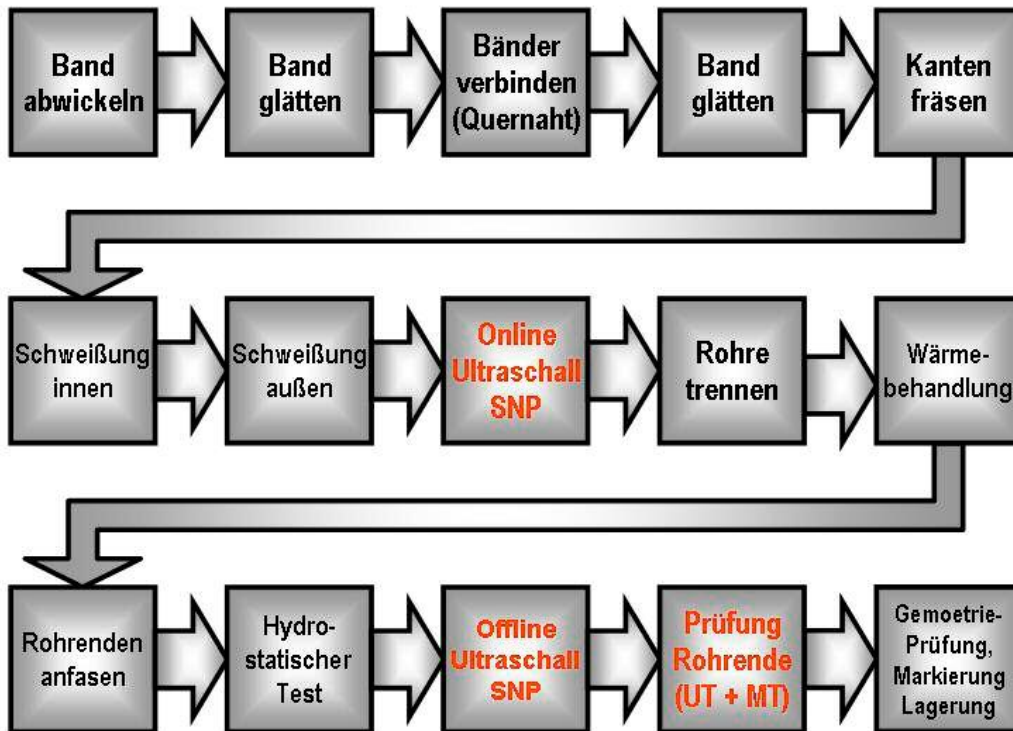 Band
abwickeln
Band
glätten
Bänder
verbinden
(Quernaht)
Band
glätten
Kanten
fräsen
Schweißung
innen
Schweißung
außen
Online
Ultraschall
SNP
Rohre
trennen
Wärme-
behandlung
Rohrenden
anfasen
Hydro-
statischer
Test
Offline
Ultraschall
SNP
Prüfung
Rohrende
(UT + MT)
Gemoetrie-
Prüfung,
Markierung
Lagerung